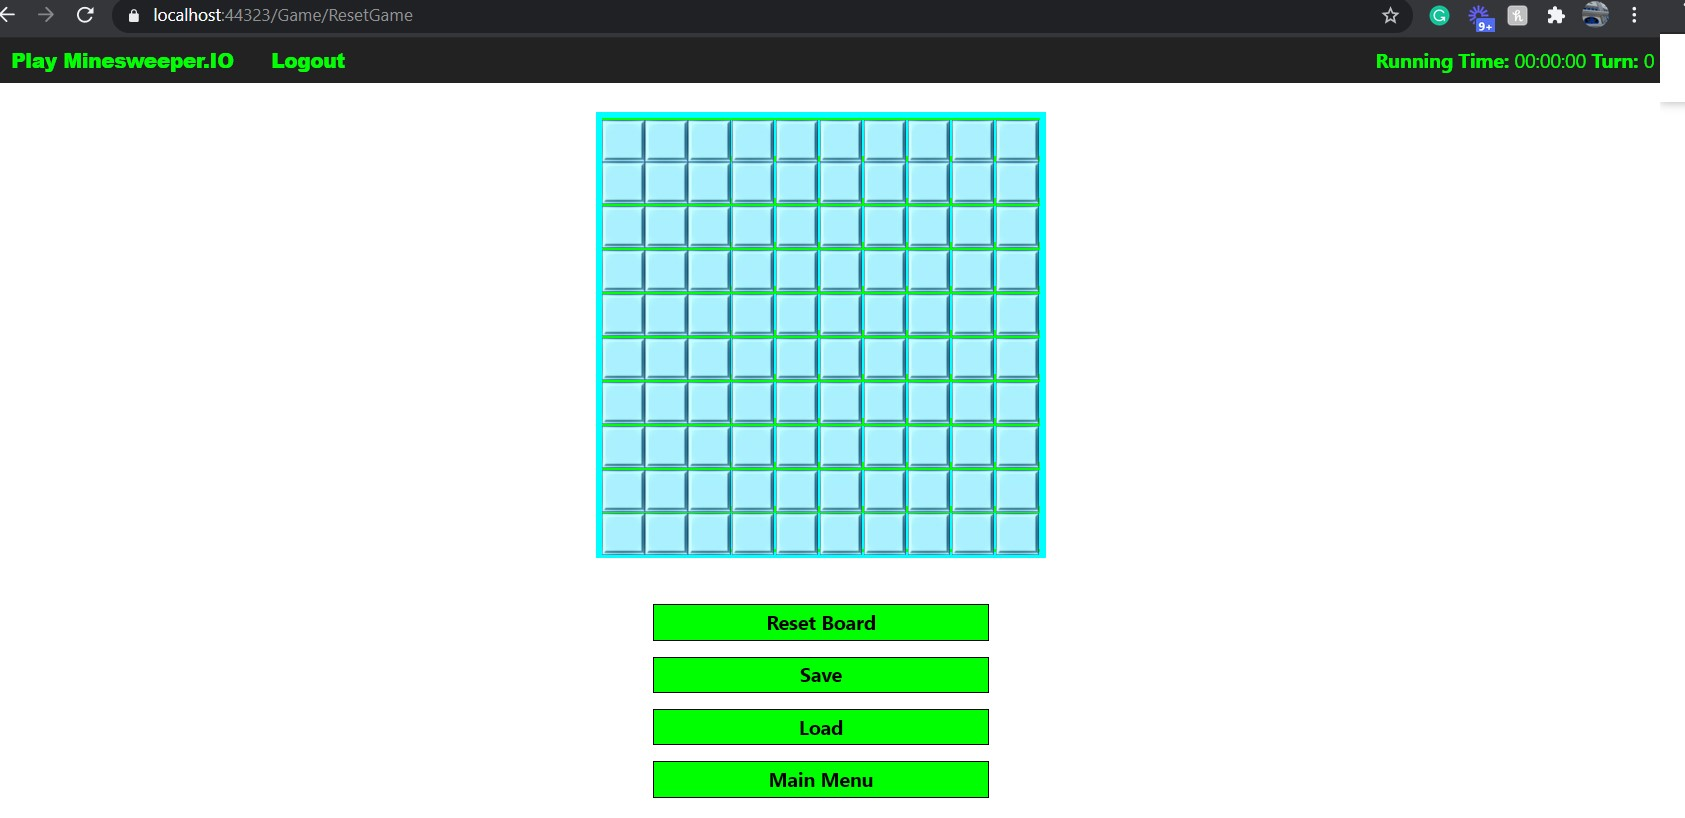 localhost:44323/Game/ResetGame
9+
Play Minesweeper.IO Logout Running Time: 00:00:00 Turn: 0
Reset Board
Save
Load
Main Menu